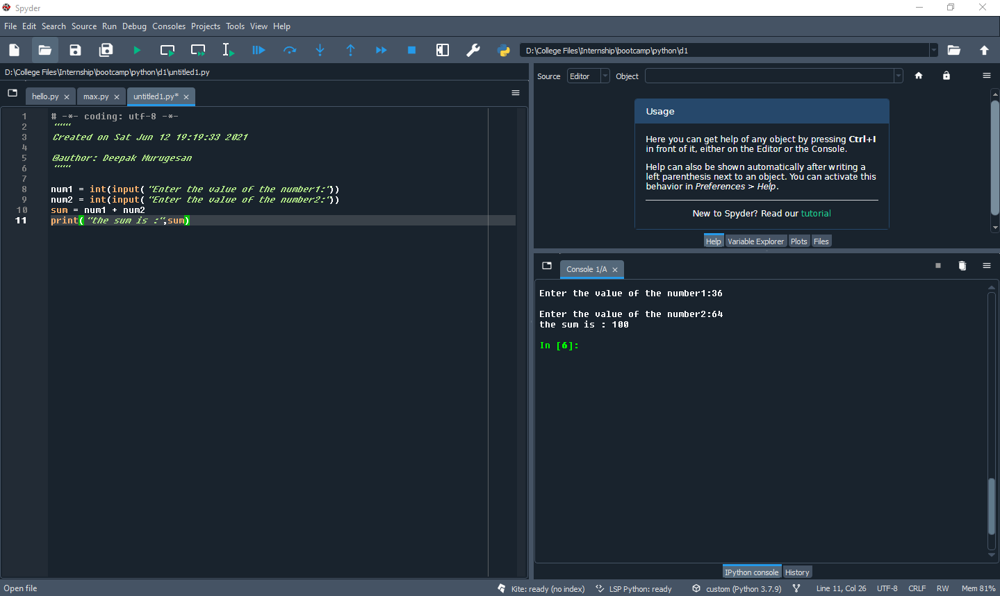 Spyder
File Edit Search Source Run Debug Consoles Projects Tools View Help
D:\College Files\Internship\bootcamp\python\d1
D:\College Files\Internship\bootcamp\python\d1\untitled1.py
hello.py max.py untitled1.py*
1 # -*- coding: utf-8 -*-
2 """
3 Created on Sat Jun 12 19:19:33 2021
4
5 @author: Deepak Murugesan
6 """
7
8 num1 = int(input("Enter the value of the number1:"))
9 num2 = int(input("Enter the value of the number2:"))
10 sum = num1 + num2
11 print("the sum is :",sum)
Source Editor Object
Usage
Here you can get help of any object by pressing Ctrl+I
in front of it, either on the Editor or the Console.
Help can also be shown automatically after writing a
left parenthesis next to an object. You can activate this
behavior in Preferences > Help.
New to Spyder? Read our tutorial
Help Variable Explorer Plots Files
Console 1/A
Enter the value of the number1:36
Enter the value of the number2:64
the sum is : 100
In [6]:
IPython console History
Open file Kite: ready (no index) LSP Python: ready custom (Python 3.7.9) Line 11, Col 26 UTF-8 CRLF RW Mem 81%